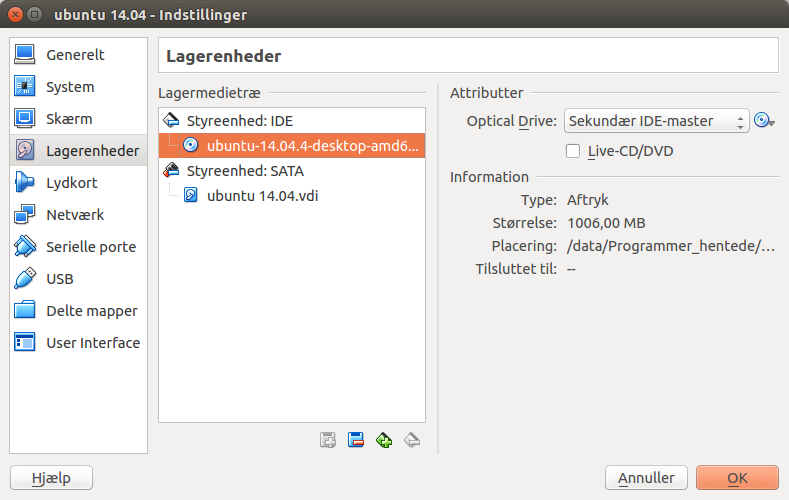 ubuntu 14.04 - Indstillinger
Generelt
System
Skærm
Lagerenheder
Lydkort
Netværk
Serielle porte
USB
Delte mapper
User Interface
Lagerenheder
Lagermedietræ
Styreenhed: IDE
ubuntu-14.04.4-desktop-amd6...
Styreenhed: SATA
ubuntu 14.04.vdi
Attributter
Optical Drive: Sekundær IDE-master
Live-CD/DVD
Information
Type: Aftryk
Størrelse: 1006,00 MB
Placering: /data/Programmer_hentede/...
Tilsluttet til: --
Hjælp
Annuller
OK